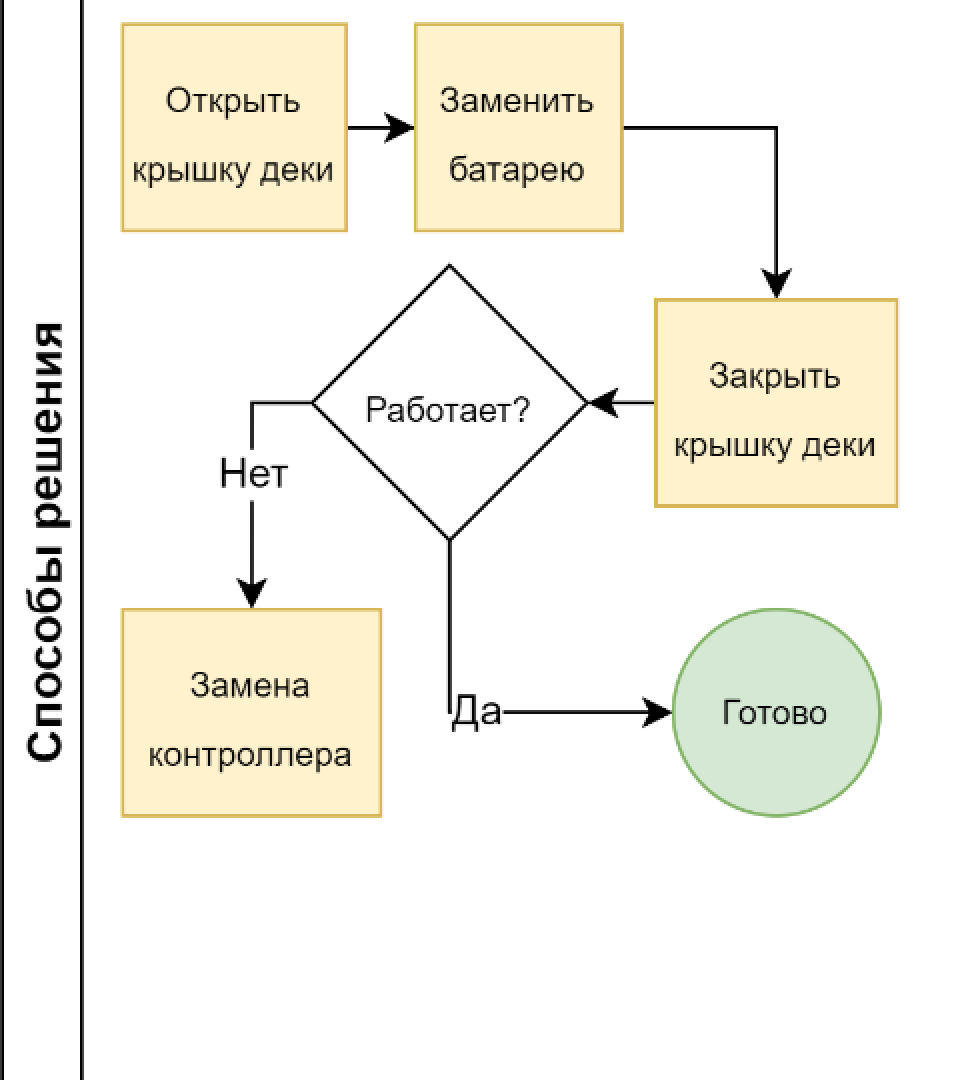 Способы решения
Открыть
крышку деки
Заменить
батарею
Закрыть
крышку деки
Работает?
Нет
Замена
контроллера
Да
Готово